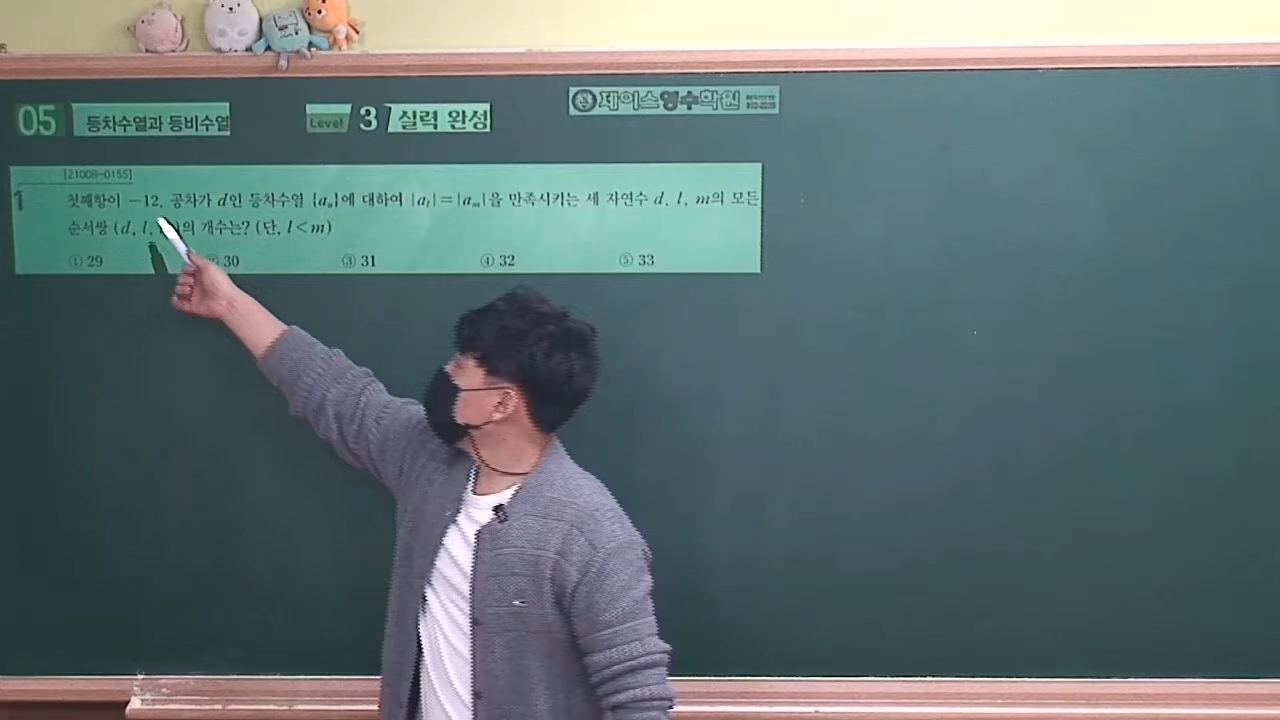 05 등차수열과 등비수열
Level 3 실력 완성
제이스영수학원
[21008-0155]
1 첫째항이 −12, 공차가 d인 등차수열 {aₙ}에 대하여 |aₗ|=|aₘ|을 만족시키는 세 자연수 d, l, m의 모든
순서쌍 (d, l, )의 개수는? (단, l<m)
① 29 ② 30 ③ 31 ④ 32 ⑤ 33